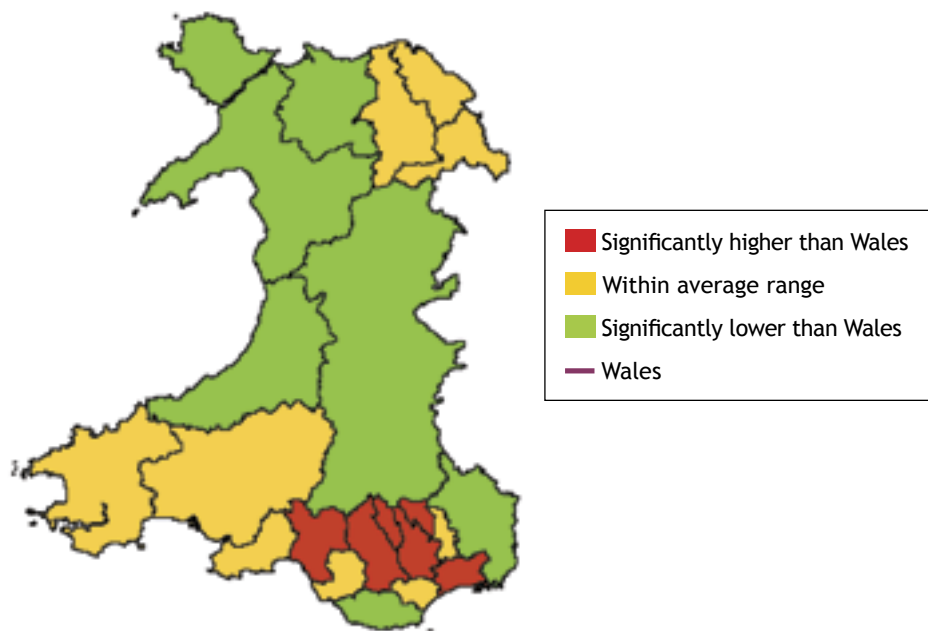 Significantly higher than Wales
Within average range
Significantly lower than Wales
Wales